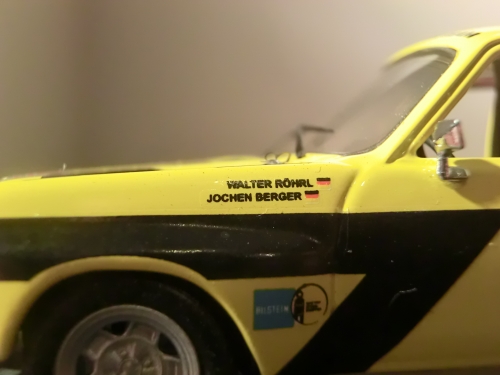 WALTER RÖHRL
JOCHEN BERGER
BILSTEIN